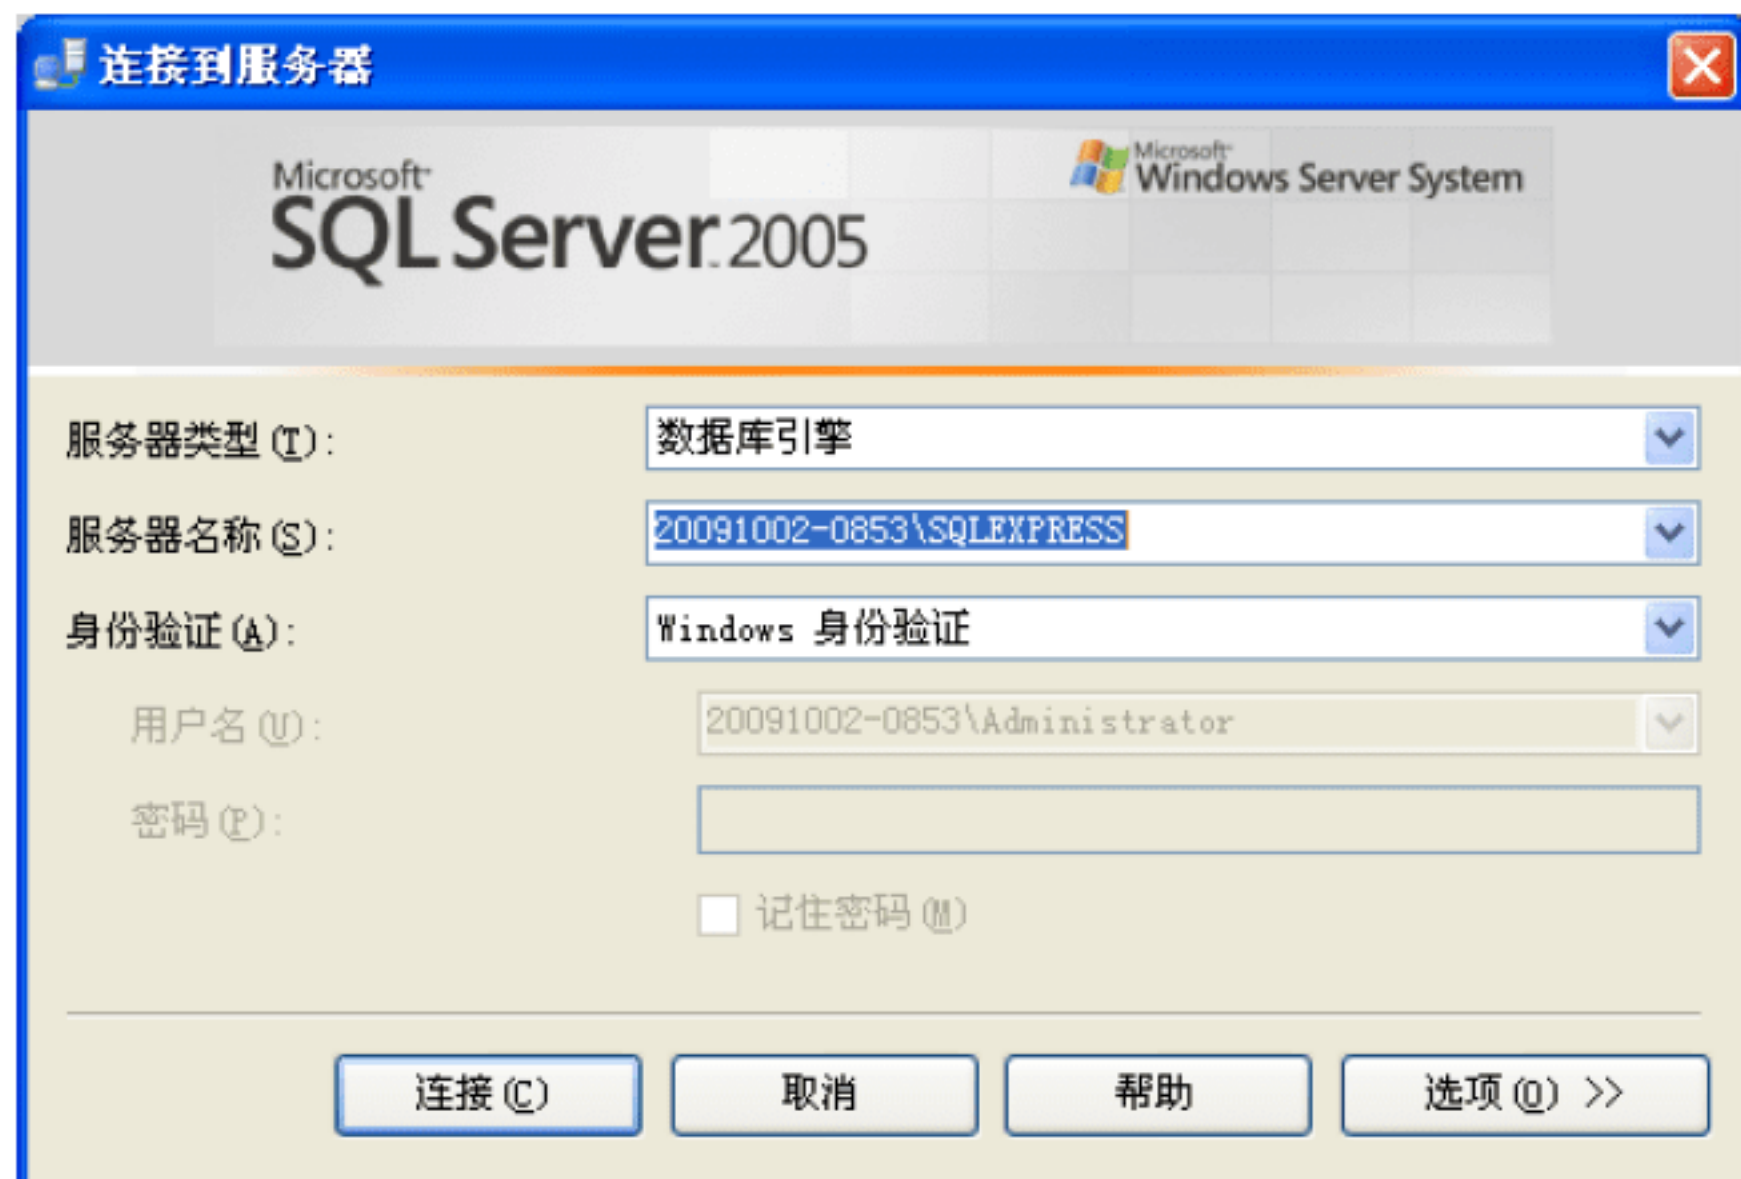 连接到服务器
Microsoft
SQL Server 2005
Microsoft
Windows Server System
服务器类型(T): 数据库引擎
服务器名称(S): 20091002-0853\SQLEXPRESS
身份验证(A): Windows 身份验证
用户名(U): 20091002-0853\Administrator
密码(P):
记住密码(M)
连接(C) 取消 帮助 选项(O) >>